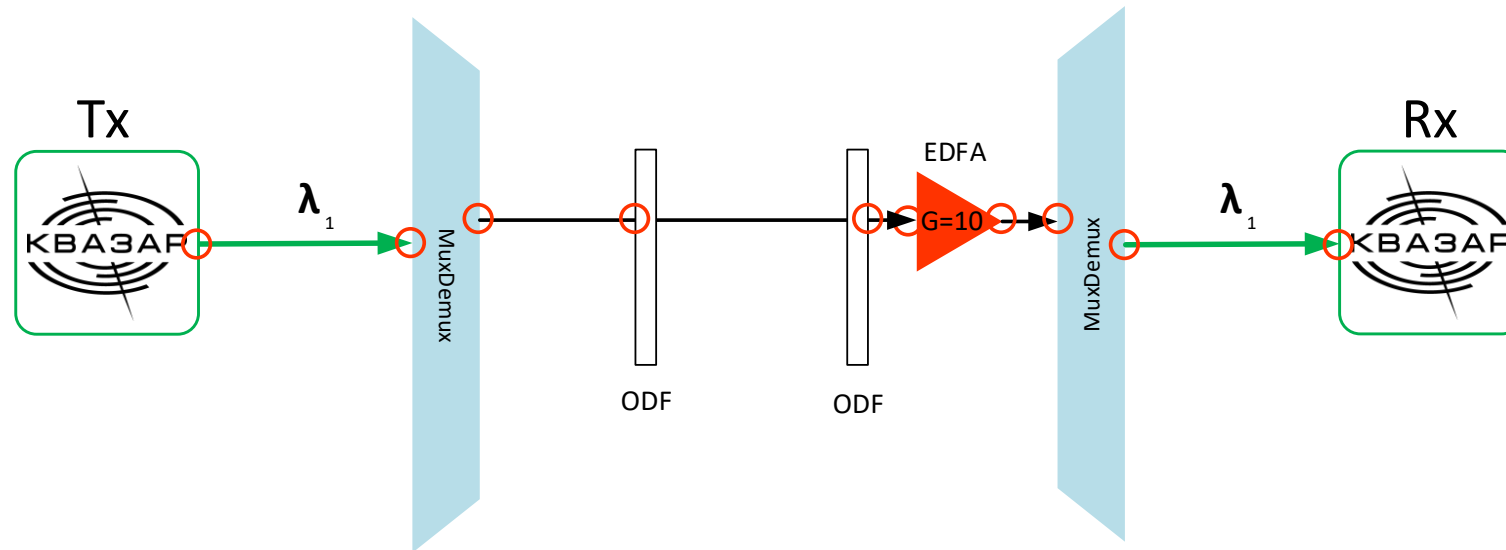 Tx
КВАЗАР
λ1
MuxDemux
ODF
ODF
EDFA
G=10
MuxDemux
λ1
Rx
КВАЗАР